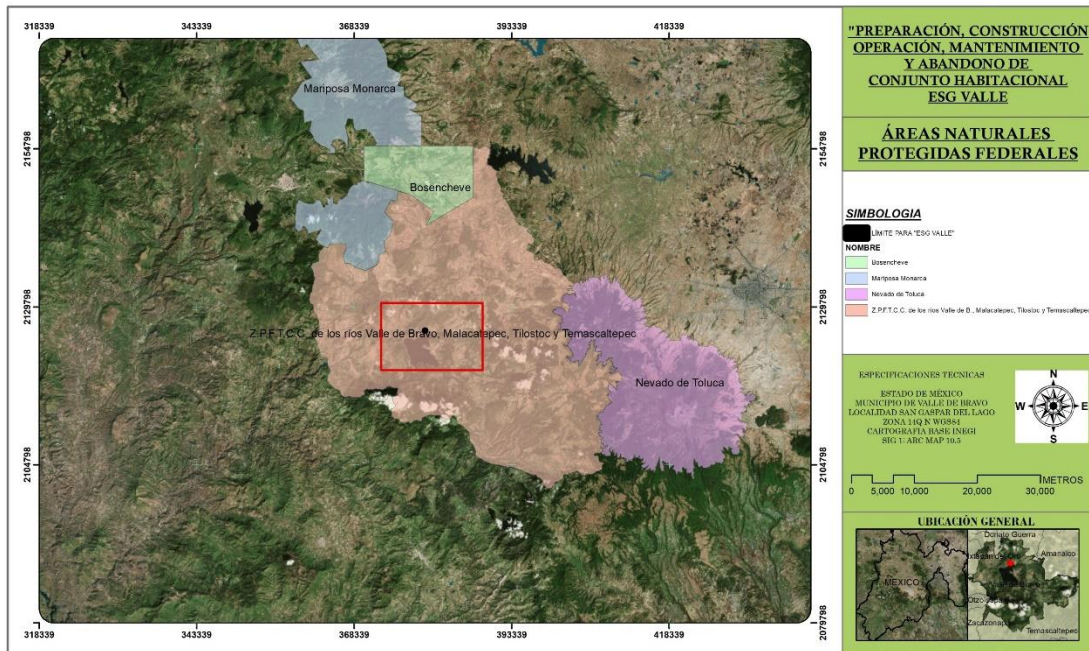 318339 343339 368339 393339 418339
2154798
2129798
2104798
Mariposa Monarca
Bosencheve
Z.P.F.T.C.C. de los ríos Valle de Bravo, Malacatepec, Tilostoc y Temascaltepec
Nevado de Toluca
2154798
2129798
2104798
2079798
318339 343339 368339 393339 418339
"PREPARACIÓN, CONSTRUCCIÓN
OPERACIÓN, MANTENIMIENTO
Y ABANDONO DE
CONJUNTO HABITACIONAL
ESG VALLE
ÁREAS NATURALES
PROTEGIDAS FEDERALES
SIMBOLOGIA
LÍMITE PARA "ESG VALLE"
NOMBRE
Bosencheve
Mariposa Monarca
Nevado de Toluca
Z.P.F.T.C.C. de los ríos Valle de B., Malacatepec, Tilostoc y Temascaltepec
ESPECIFICACIONES TECNICAS
ESTADO DE MÉXICO
MUNICIPIO DE VALLE DE BRAVO
LOCALIDAD SAN GASPAR DEL LAGO
ZONA 14Q N WGS84
CARTOGRAFIA BASE INEGI
SIG 1: ARC MAP 10.5
N
W E
S
METROS
0 5,000 10,000 20,000 30,000
UBICACIÓN GENERAL
MÉXICO
Donato Guerra
Amanalco
Zacazonapan
Temascaltepec